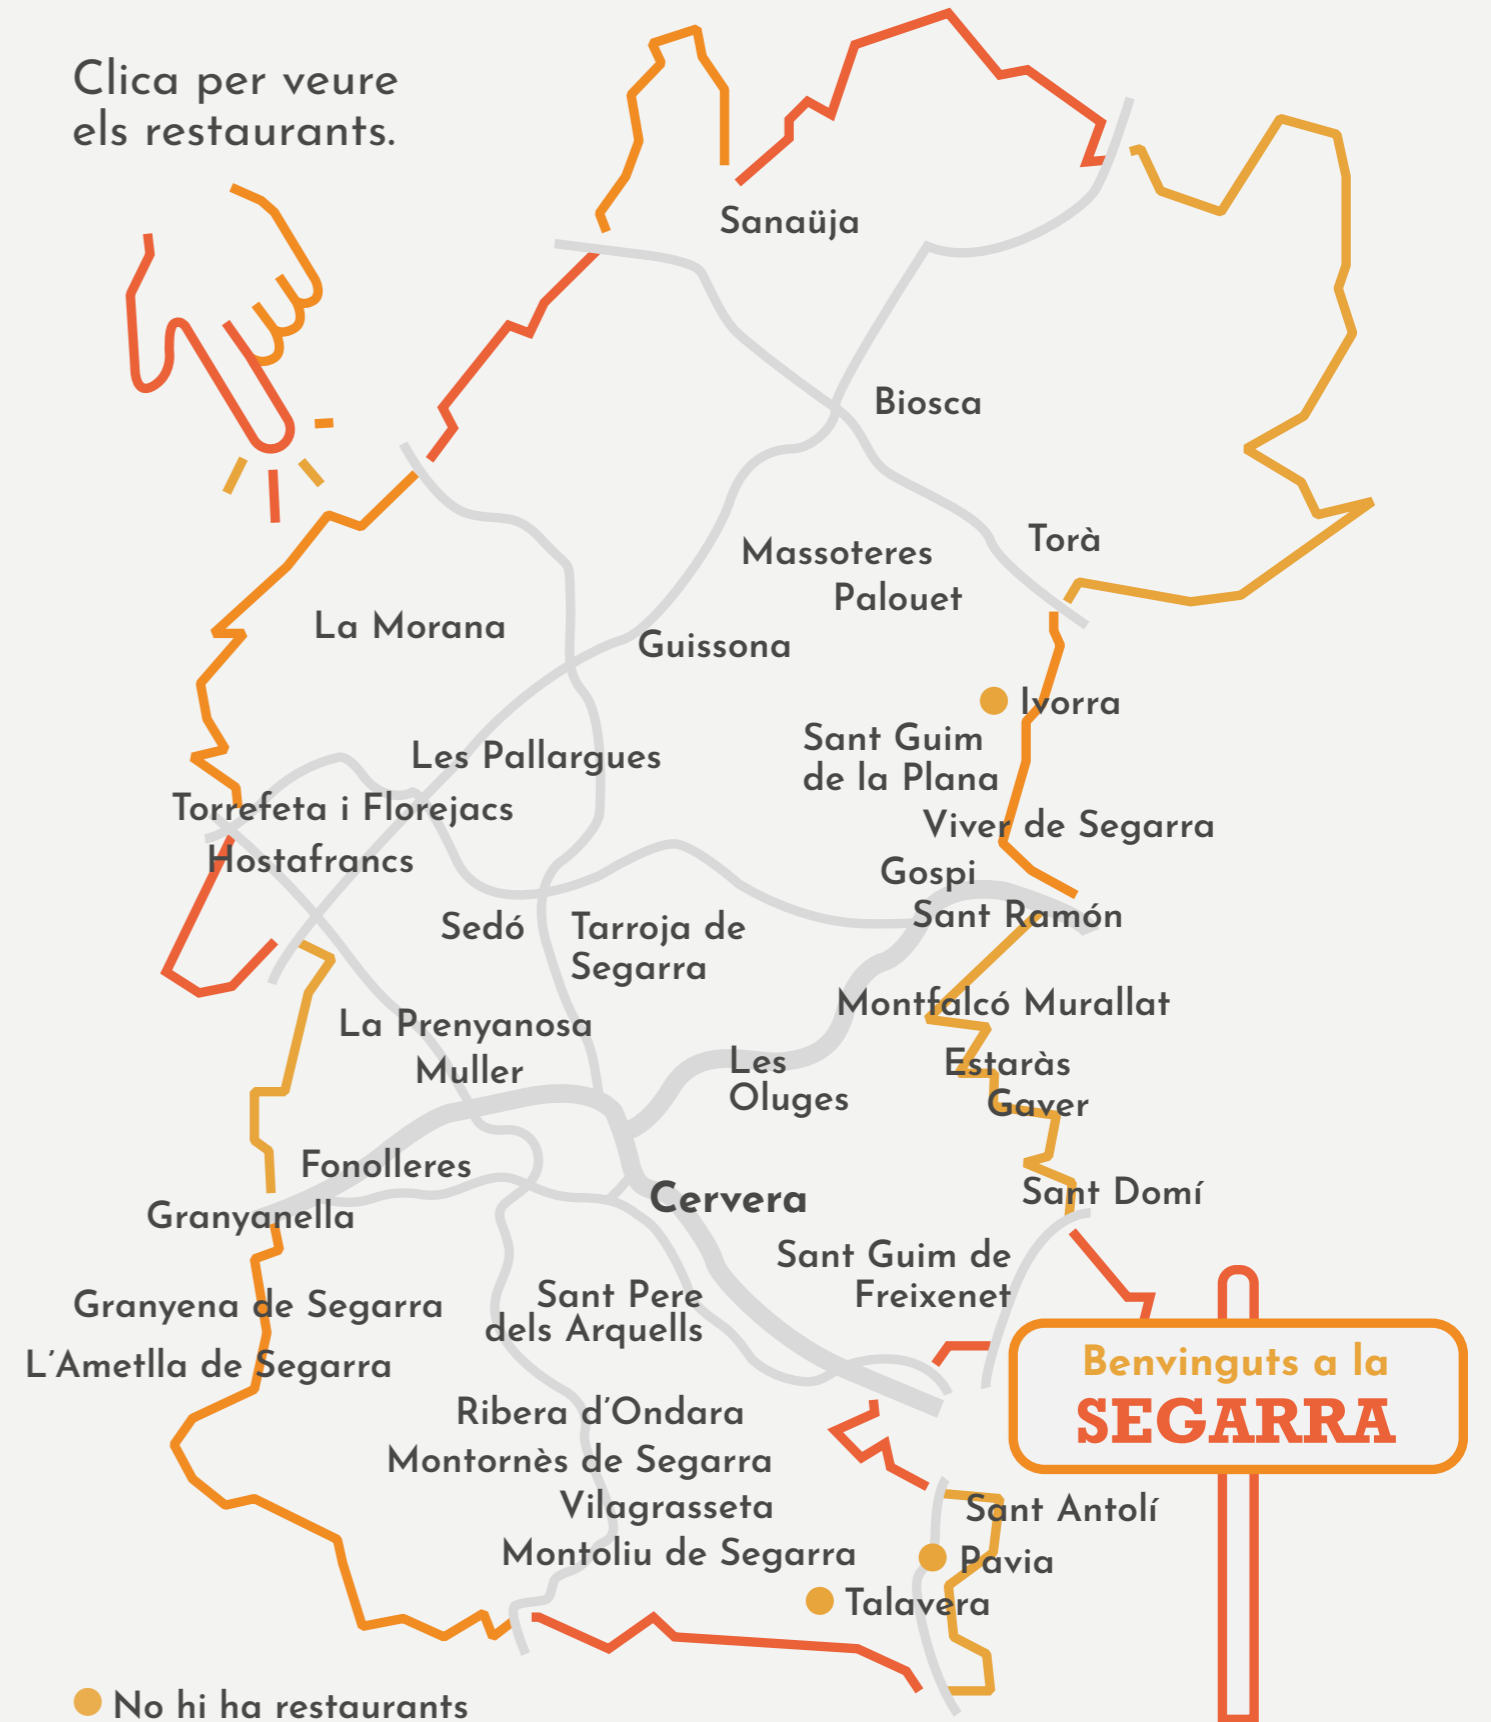 Clica per veure
els restaurants.
Sanaüja
Biosca
Torà
Massoteres
Palouet
La Morana
Guissona
Ivorra
Sant Guim
de la Plana
Les Pallargues
Torrefeta i Florejacs
Viver de Segarra
Hostafrancs
Gospi
Sant Ramón
Sedó
Tarroja de
Segarra
Montfalcó Murallat
La Prenyanosa
Muller
Les
Oluges
Estaràs
Gaver
Fonolleres
Cervera
Sant Domí
Granyanella
Sant Guim de
Freixenet
Granyena de Segarra
Sant Pere
dels Arquells
L'Ametlla de Segarra
Benvinguts a la
SEGARRA
Ribera d'Ondara
Montornès de Segarra
Vilagrasseta
Sant Antolí
Montoliu de Segarra
Pavia
Talavera
No hi ha restaurants